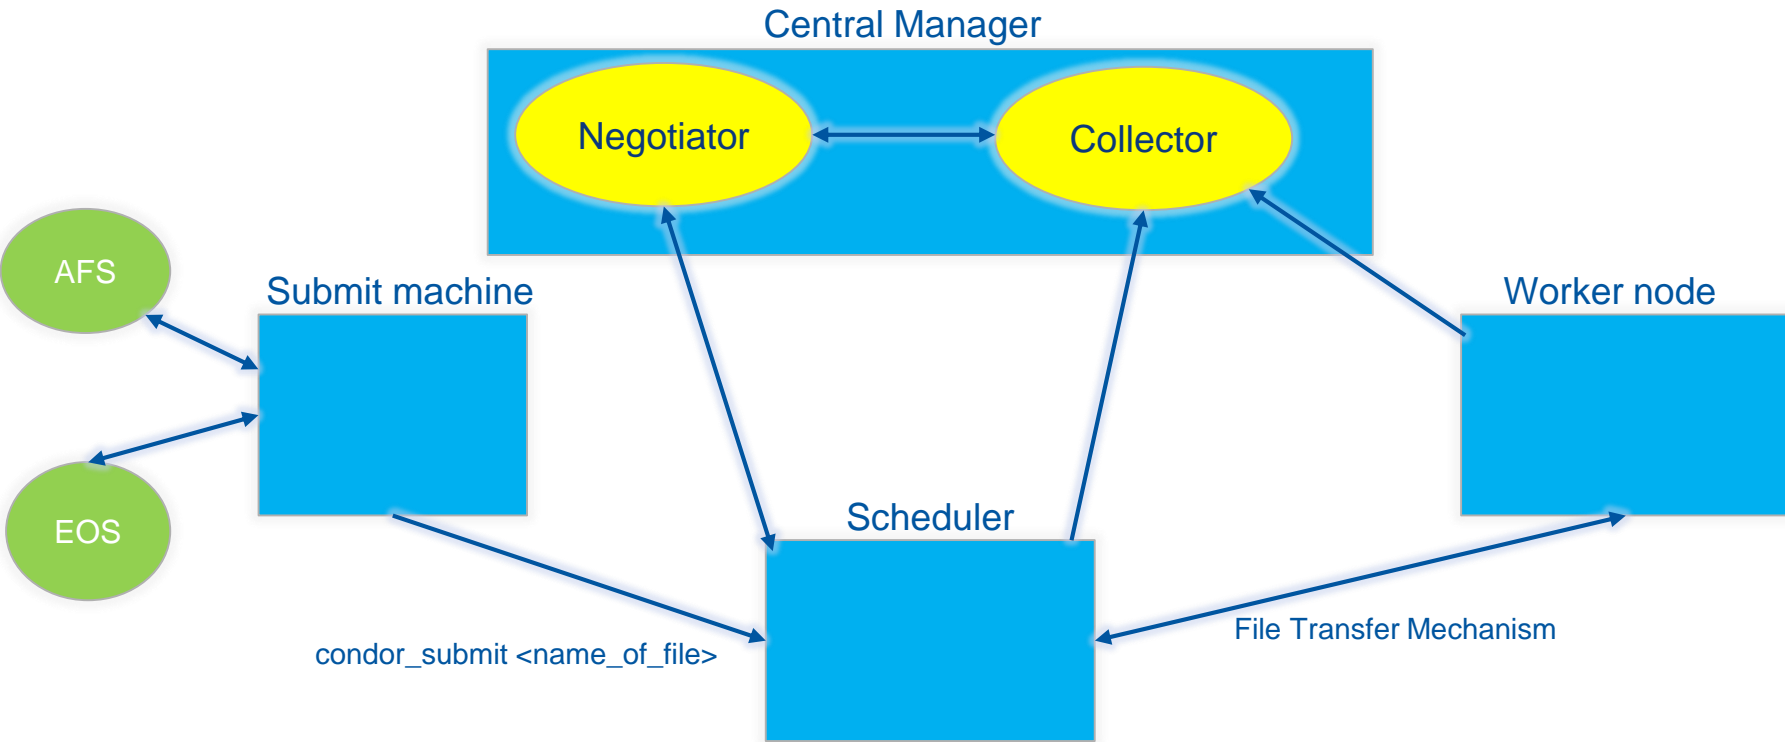 Central Manager
Negotiator
Collector
AFS
Submit machine
Worker node
EOS
Scheduler
File Transfer Mechanism
condor_submit <name_of_file>